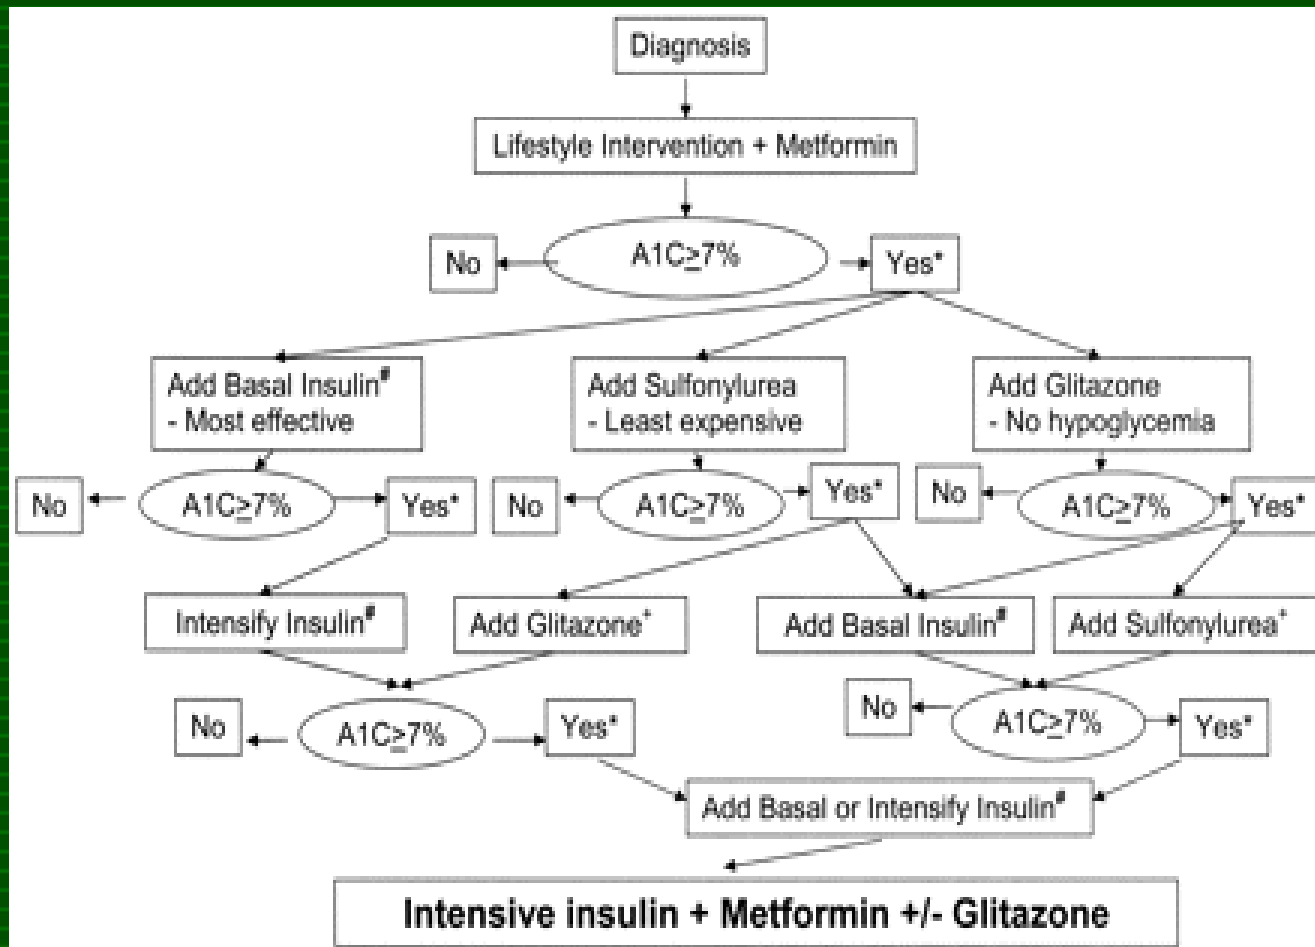 Diagnosis
Lifestyle Intervention + Metformin
No
A1C≥7%
Yes*
Add Basal Insulin#
- Most effective
Add Sulfonylurea
- Least expensive
Add Glitazone
- No hypoglycemia
No
A1C≥7%
Yes*
No
A1C≥7%
Yes*
No
A1C≥7%
Yes*
Intensify Insulin#
Add Glitazone+
Add Basal Insulin#
Add Sulfonylurea+
No
A1C≥7%
Yes*
No
A1C≥7%
Yes*
Add Basal or Intensify Insulin#
Intensive insulin + Metformin +/- Glitazone